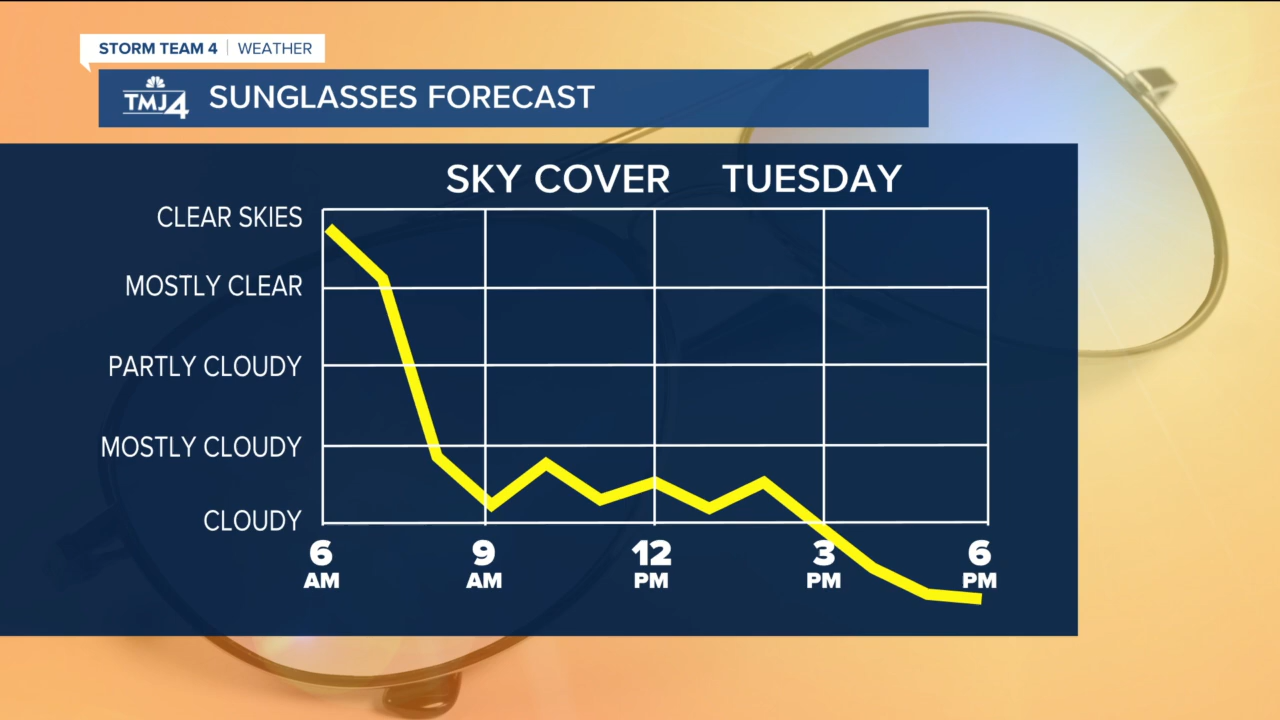 STORM TEAM 4 | WEATHER
TMJ4 SUNGLASSES FORECAST
SKY COVER TUESDAY
CLEAR SKIES
MOSTLY CLEAR
PARTLY CLOUDY
MOSTLY CLOUDY
CLOUDY
6 9 12 3 6
AM AM PM PM PM